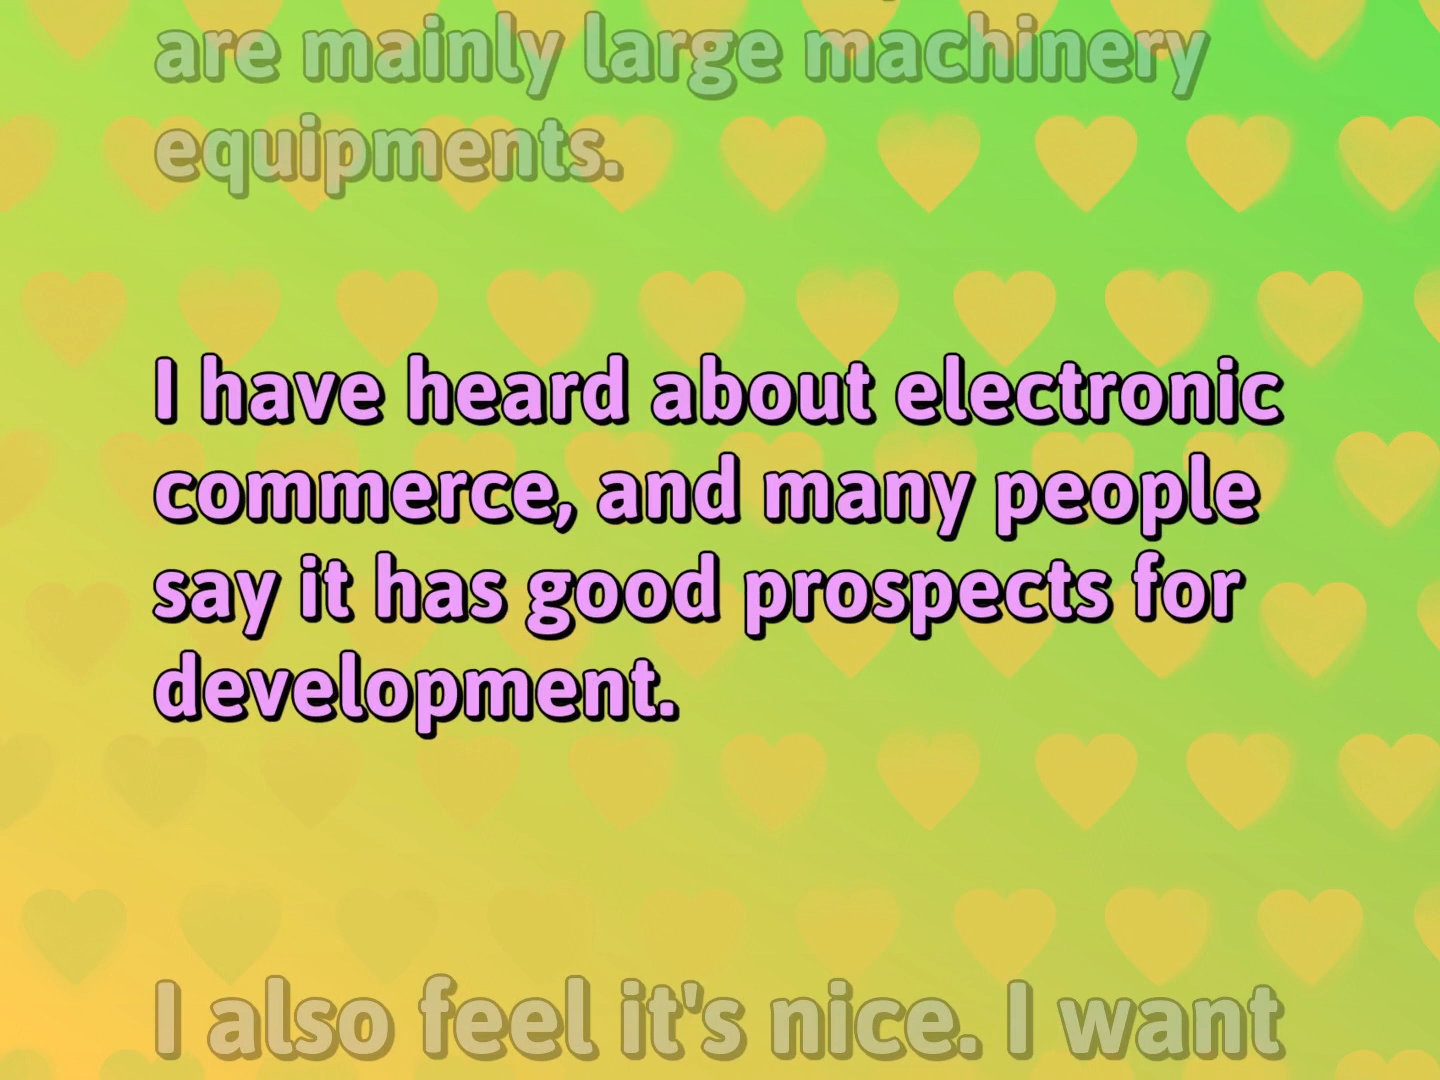 are mainly large machinery
equipments.
I have heard about electronic
commerce, and many people
say it has good prospects for
development.
I also feel it's nice. I want